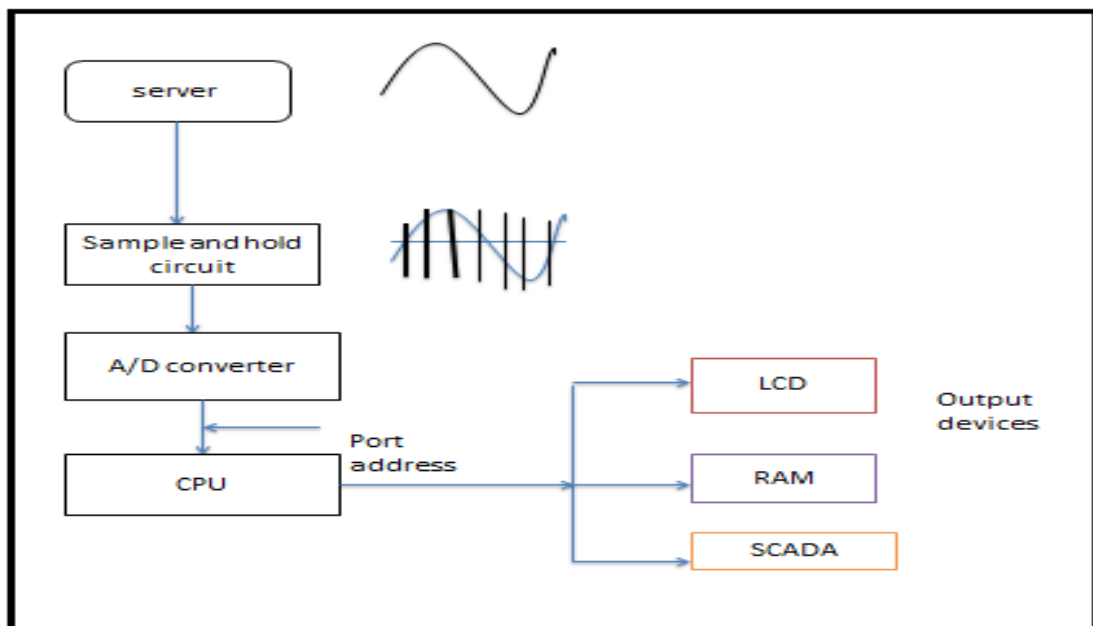 server
Sample and hold
circuit
A/D converter
Port
address
CPU
LCD
RAM
SCADA
Output
devices